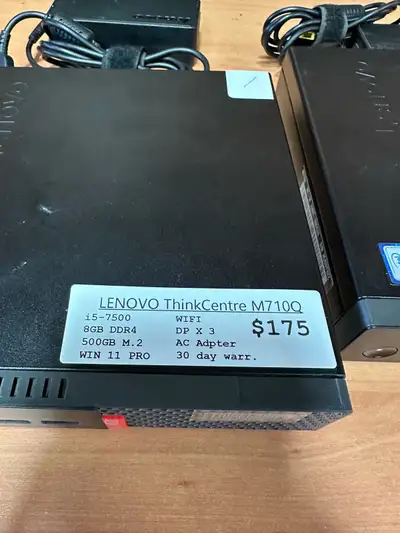 LENOVO ThinkCentre M710Q
i5-7500 WIFI
8GB DDR4 DP X 3
500GB M.2 AC Adpter
WIN 11 PRO 30 day warr.
$175